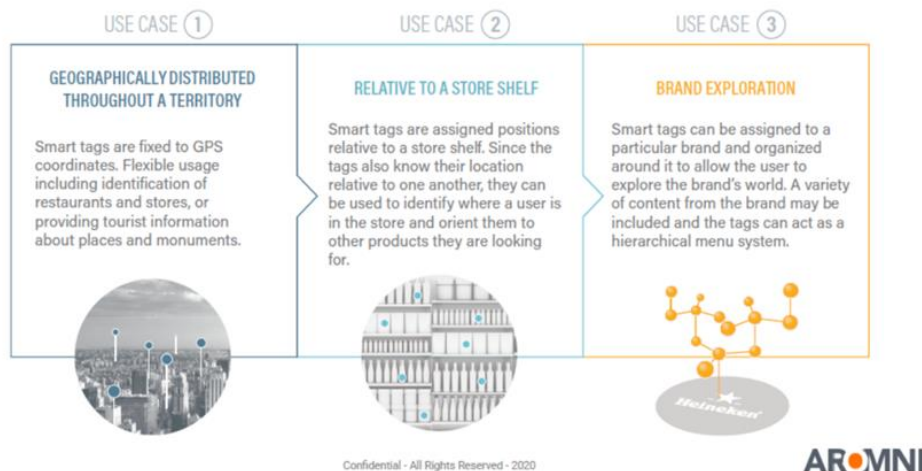 USE CASE 1
USE CASE 2
USE CASE 3
GEOGRAPHICALLY DISTRIBUTED
THROUGHOUT A TERRITORY
Smart tags are fixed to GPS
coordinates. Flexible usage
including identification of
restaurants and stores, or
providing tourist information
about places and monuments.
RELATIVE TO A STORE SHELF
Smart tags are assigned positions
relative to a store shelf. Since the
tags also know their location
relative to one another, they can
be used to identify where a user is
in the store and orient them to
other products they are looking
for.
BRAND EXPLORATION
Smart tags can be assigned to a
particular brand and organized
around it to allow the user to
explore the brand's world. A variety
of content from the brand may be
included and the tags can act as a
hierarchical menu system.
Heineken
Confidential - All Rights Reserved - 2020
AROMNI